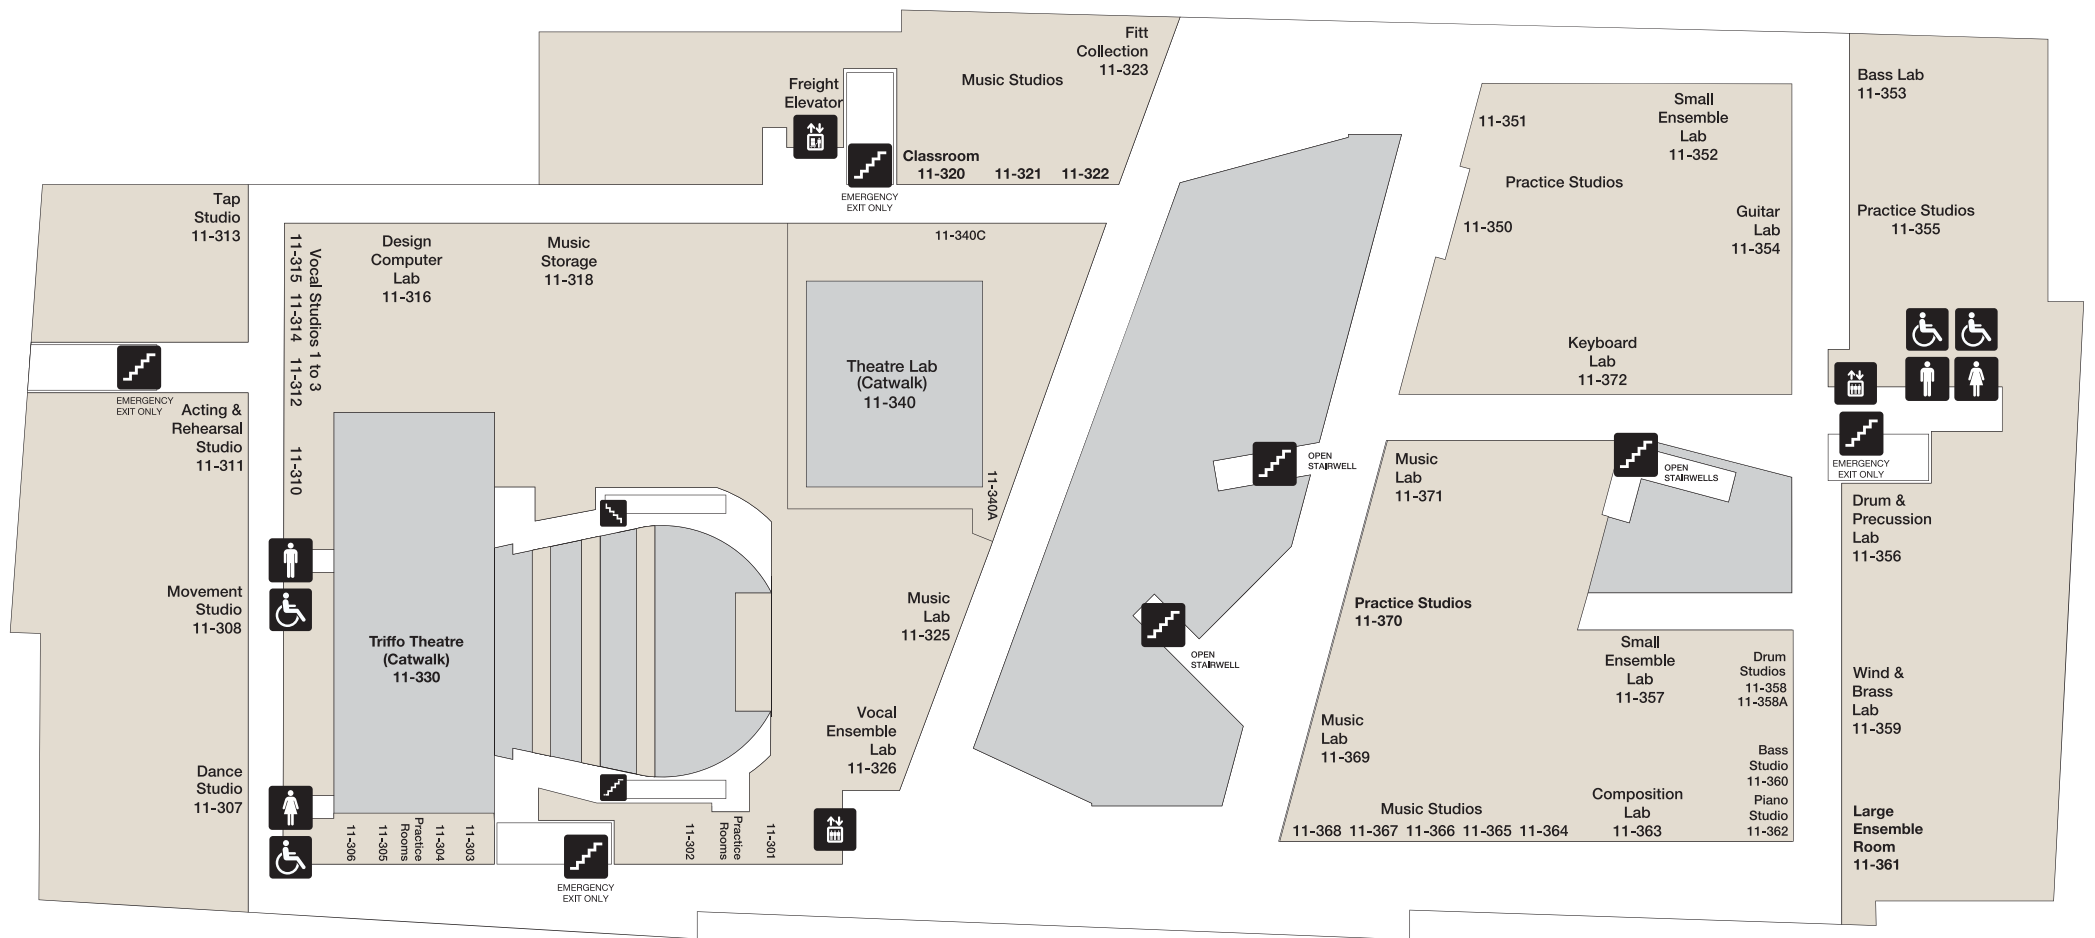 Fitt
Collection
11-323
Music Studios
Freight
Elevator
EMERGENCY
EXIT ONLY
Classroom
11-320
11-321
11-322
Tap
Studio
11-313
EMERGENCY
EXIT ONLY
Acting &
Rehearsal
Studio
11-311
Movement
Studio
11-308
Dance
Studio
11-307
Vocal Studios 1 to 3
11-315
11-314
11-312
11-310
Design
Computer
Lab
11-316
Music
Storage
11-318
11-340C
Theatre Lab
(Catwalk)
11-340
11-340A
Triffo Theatre
(Catwalk)
11-330
Music
Lab
11-325
Vocal
Ensemble
Lab
11-326
11-306
11-305
Practice
Rooms
11-304
11-303
EMERGENCY
EXIT ONLY
11-302
Practice
Rooms
11-301
OPEN
STAIRWELL
OPEN
STAIRWELL
11-351
Small
Ensemble
Lab
11-352
Practice Studios
11-350
Guitar
Lab
11-354
Keyboard
Lab
11-372
Music
Lab
11-371
OPEN
STAIRWELLS
Practice Studios
11-370
Small
Ensemble
Lab
11-357
Drum
Studios
11-358
11-358A
Music
Lab
11-369
Bass
Studio
11-360
Music Studios
11-368 11-367 11-366 11-365 11-364
Composition
Lab
11-363
Piano
Studio
11-362
Bass Lab
11-353
Practice Studios
11-355
EMERGENCY
EXIT ONLY
Drum &
Precussion
Lab
11-356
Wind &
Brass
Lab
11-359
Large
Ensemble
Room
11-361